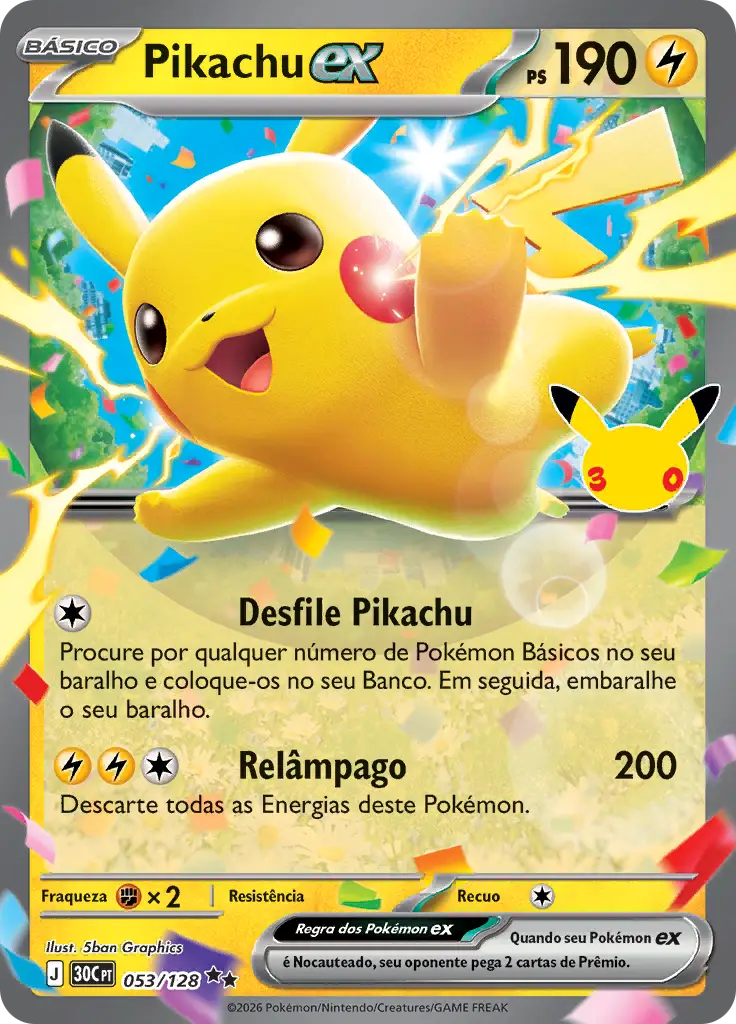 BÁSICO
Pikachu ex
PS 190
30
Desfile Pikachu
Procure por qualquer número de Pokémon Básicos no seu
baralho e coloque-os no seu Banco. Em seguida, embaralhe
o seu baralho.
Relâmpago 200
Descarte todas as Energias deste Pokémon.
Fraqueza ×2 Resistência Recuo
Regra dos Pokémon ex
Quando seu Pokémon ex
é Nocauteado, seu oponente pega 2 cartas de Prêmio.
Ilust. 5ban Graphics
J 30C PT 053/128
©2026 Pokémon/Nintendo/Creatures/GAME FREAK